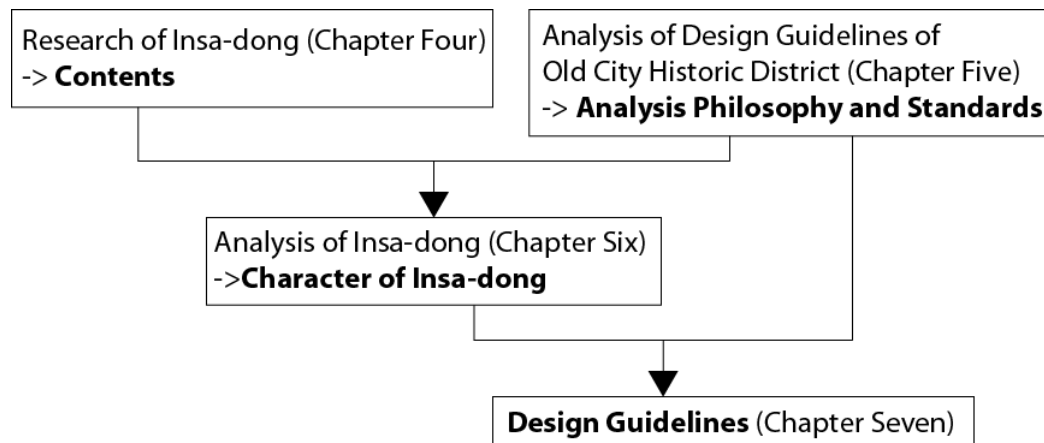 Research of Insa-dong (Chapter Four)
-> Contents
Analysis of Design Guidelines of
Old City Historic District (Chapter Five)
-> Analysis Philosophy and Standards
Analysis of Insa-dong (Chapter Six)
->Character of Insa-dong
Design Guidelines (Chapter Seven)